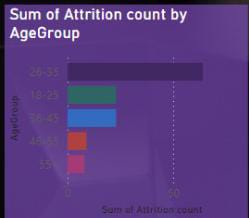 Sum of Attrition count by
AgeGroup
AgeGroup
26-35
18-25
36-45
46-55
55+
0
50
Sum of Attrition count